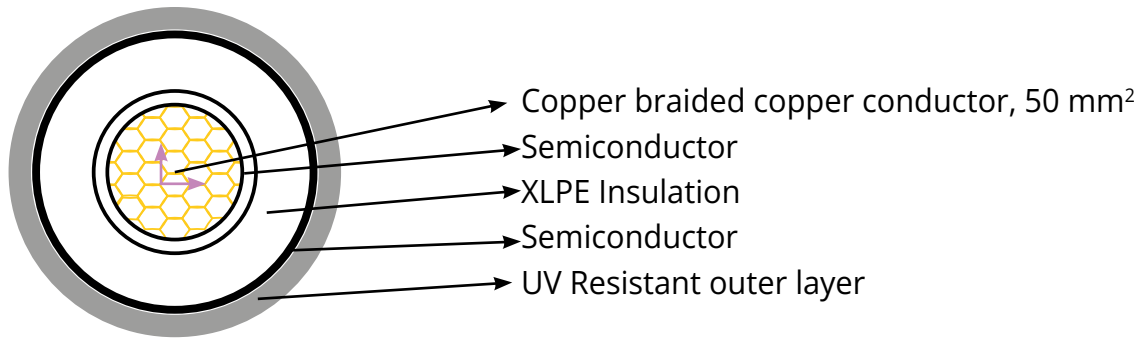 Copper braided copper conductor, 50 mm²
Semiconductor
XLPE Insulation
Semiconductor
UV Resistant outer layer